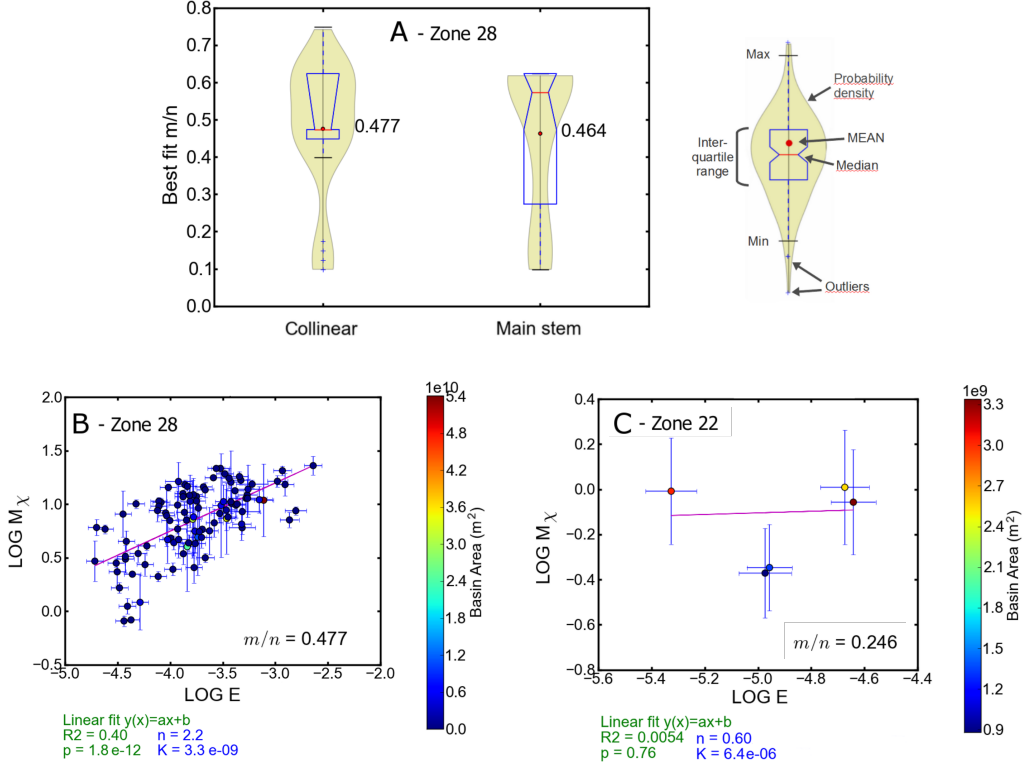 A - Zone 28
Best fit m/n
0.8
0.7
0.6
0.5
0.4
0.3
0.2
0.1
0.0
0.477
0.464
Collinear
Main stem
Max
Probability
density
Inter-
quartile
range
MEAN
Median
Min
Outliers
B - Zone 28
LOG M χ
2.0
1.5
1.0
0.5
0.0
−0.5
m/n = 0.477
−5.0 −4.5 −4.0 −3.5 −3.0 −2.5 −2.0
LOG E
1e10
5.4
4.8
4.2
3.6
3.0
2.4
1.8
1.2
0.6
0.0
Basin Area (m²)
Linear fit y(x)=ax+b
R2 = 0.40 n = 2.2
p = 1.8 e-12 K = 3.3 e-09
C - Zone 22
LOG M χ
0.4
0.2
0.0
−0.2
−0.4
−0.6
−0.8
m/n = 0.246
−5.6 −5.4 −5.2 −5.0 −4.8 −4.6 −4.4
LOG E
1e9
3.3
3.0
2.7
2.4
2.1
1.8
1.5
1.2
0.9
Basin Area (m²)
Linear fit y(x)=ax+b
R2 = 0.0054 n = 0.60
p = 0.76 K = 6.4e-06